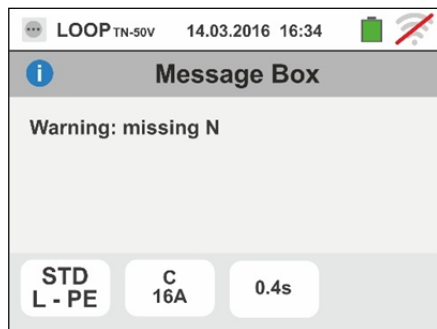 LOOP TN-50V 14.03.2016 16:34
Message Box
Warning: missing N
STD
L - PE
C
16A
0.4s